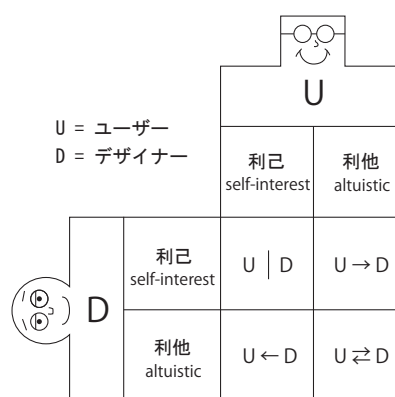 U
U = ユーザー
D = デザイナー
利己
self-interest
利他
altuistic
D
利己
self-interest
U | D
U → D
利他
altuistic
U ← D
U ⇄ D